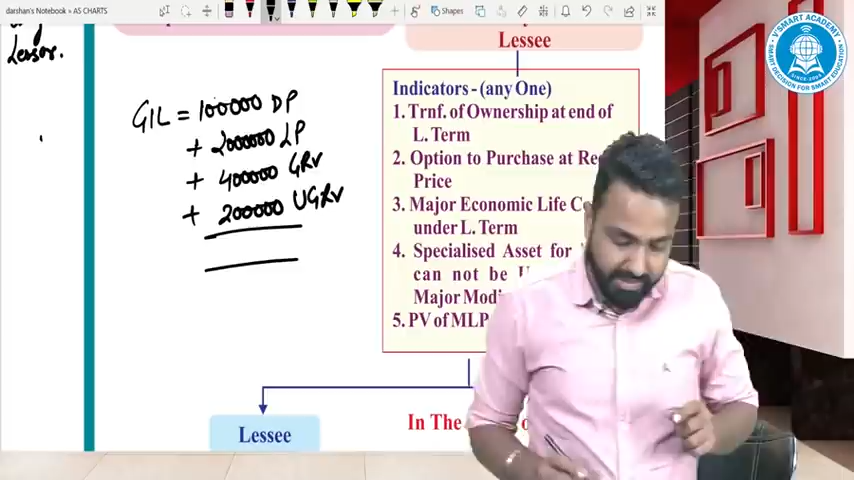 darshan's Notebook » AS CHARTS
Shapes
Lessor.
Lessee
GIL = 100000 DP
+ 2000000 LP
+ 400000 GRV
+ 200000 UGRV
Indicators - (any One)
1. Trnf. of Ownership at end of
L. Term
2. Option to Purchase at Re
Price
3. Major Economic Life C
under L. Term
4. Specialised Asset for
can not be U
Major Modi
5. PV of MLP
Lessee
In The
V'SMART ACADEMY
SINCE-2005
SMART DECISION FOR SMART EDUCATION